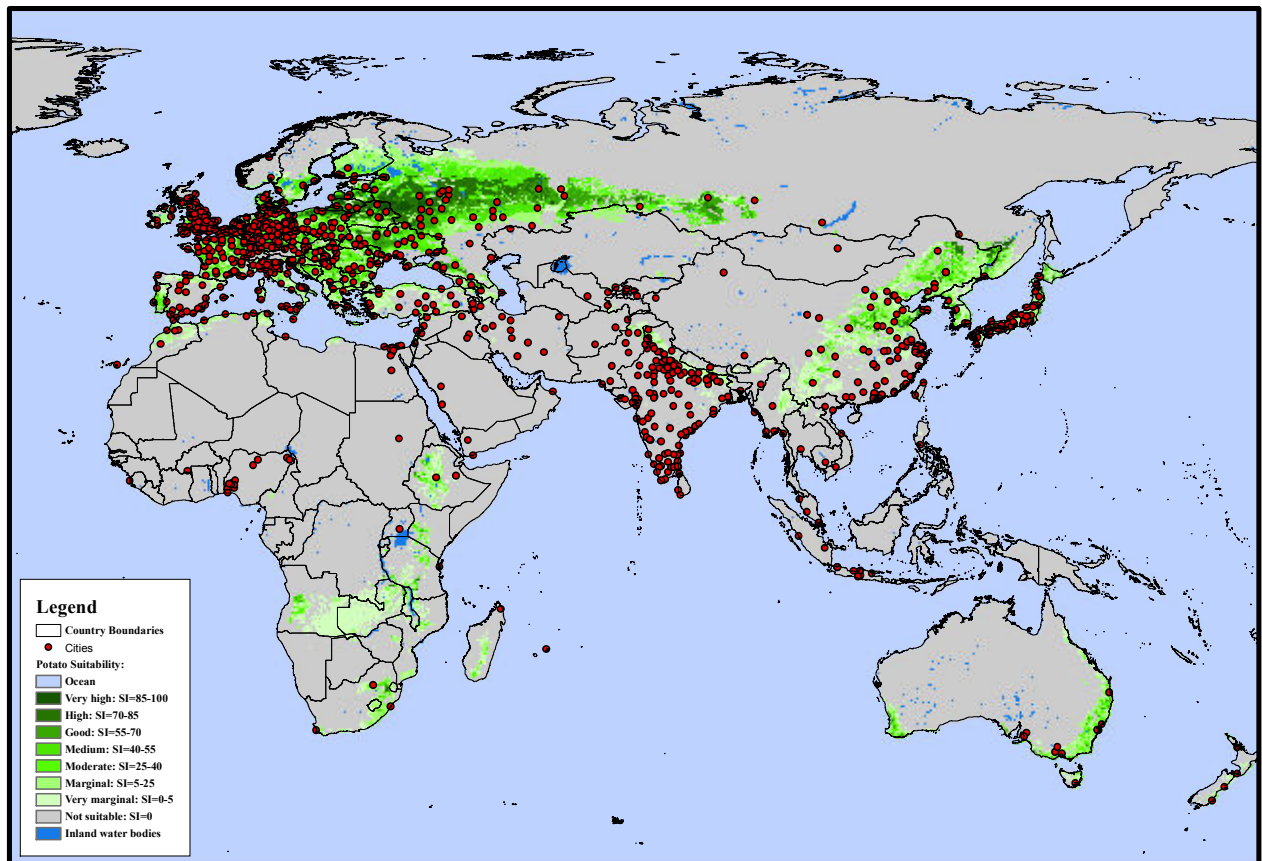 Legend
Country Boundaries
Cities
Potato Suitability:
Ocean
Very high: SI=85-100
High: SI=70-85
Good: SI=55-70
Medium: SI=40-55
Moderate: SI=25-40
Marginal: SI=5-25
Very marginal: SI=0-5
Not suitable: SI=0
Inland water bodies